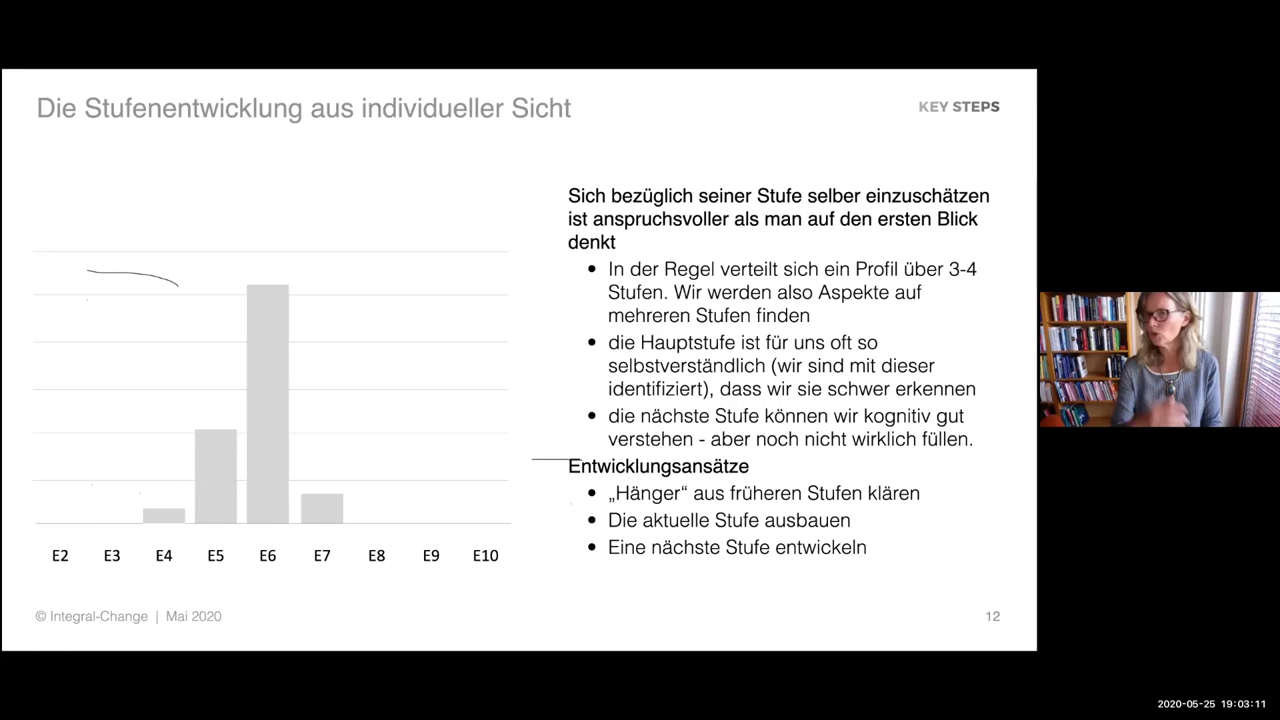 Die Stufenentwicklung aus individueller Sicht
KEY STEPS
Sich bezüglich seiner Stufe selber einzuschätzen
ist anspruchsvoller als man auf den ersten Blick
denkt
• In der Regel verteilt sich ein Profil über 3-4
Stufen. Wir werden also Aspekte auf
mehreren Stufen finden
• die Hauptstufe ist für uns oft so
selbstverständlich (wir sind mit dieser
identifiziert), dass wir sie schwer erkennen
• die nächste Stufe können wir kognitiv gut
verstehen - aber noch nicht wirklich füllen.
Entwicklungsansätze
• „Hänger“ aus früheren Stufen klären
• Die aktuelle Stufe ausbauen
• Eine nächste Stufe entwickeln
E2 E3 E4 E5 E6 E7 E8 E9 E10
© Integral-Change | Mai 2020
12
2020-05-25 19:03:11